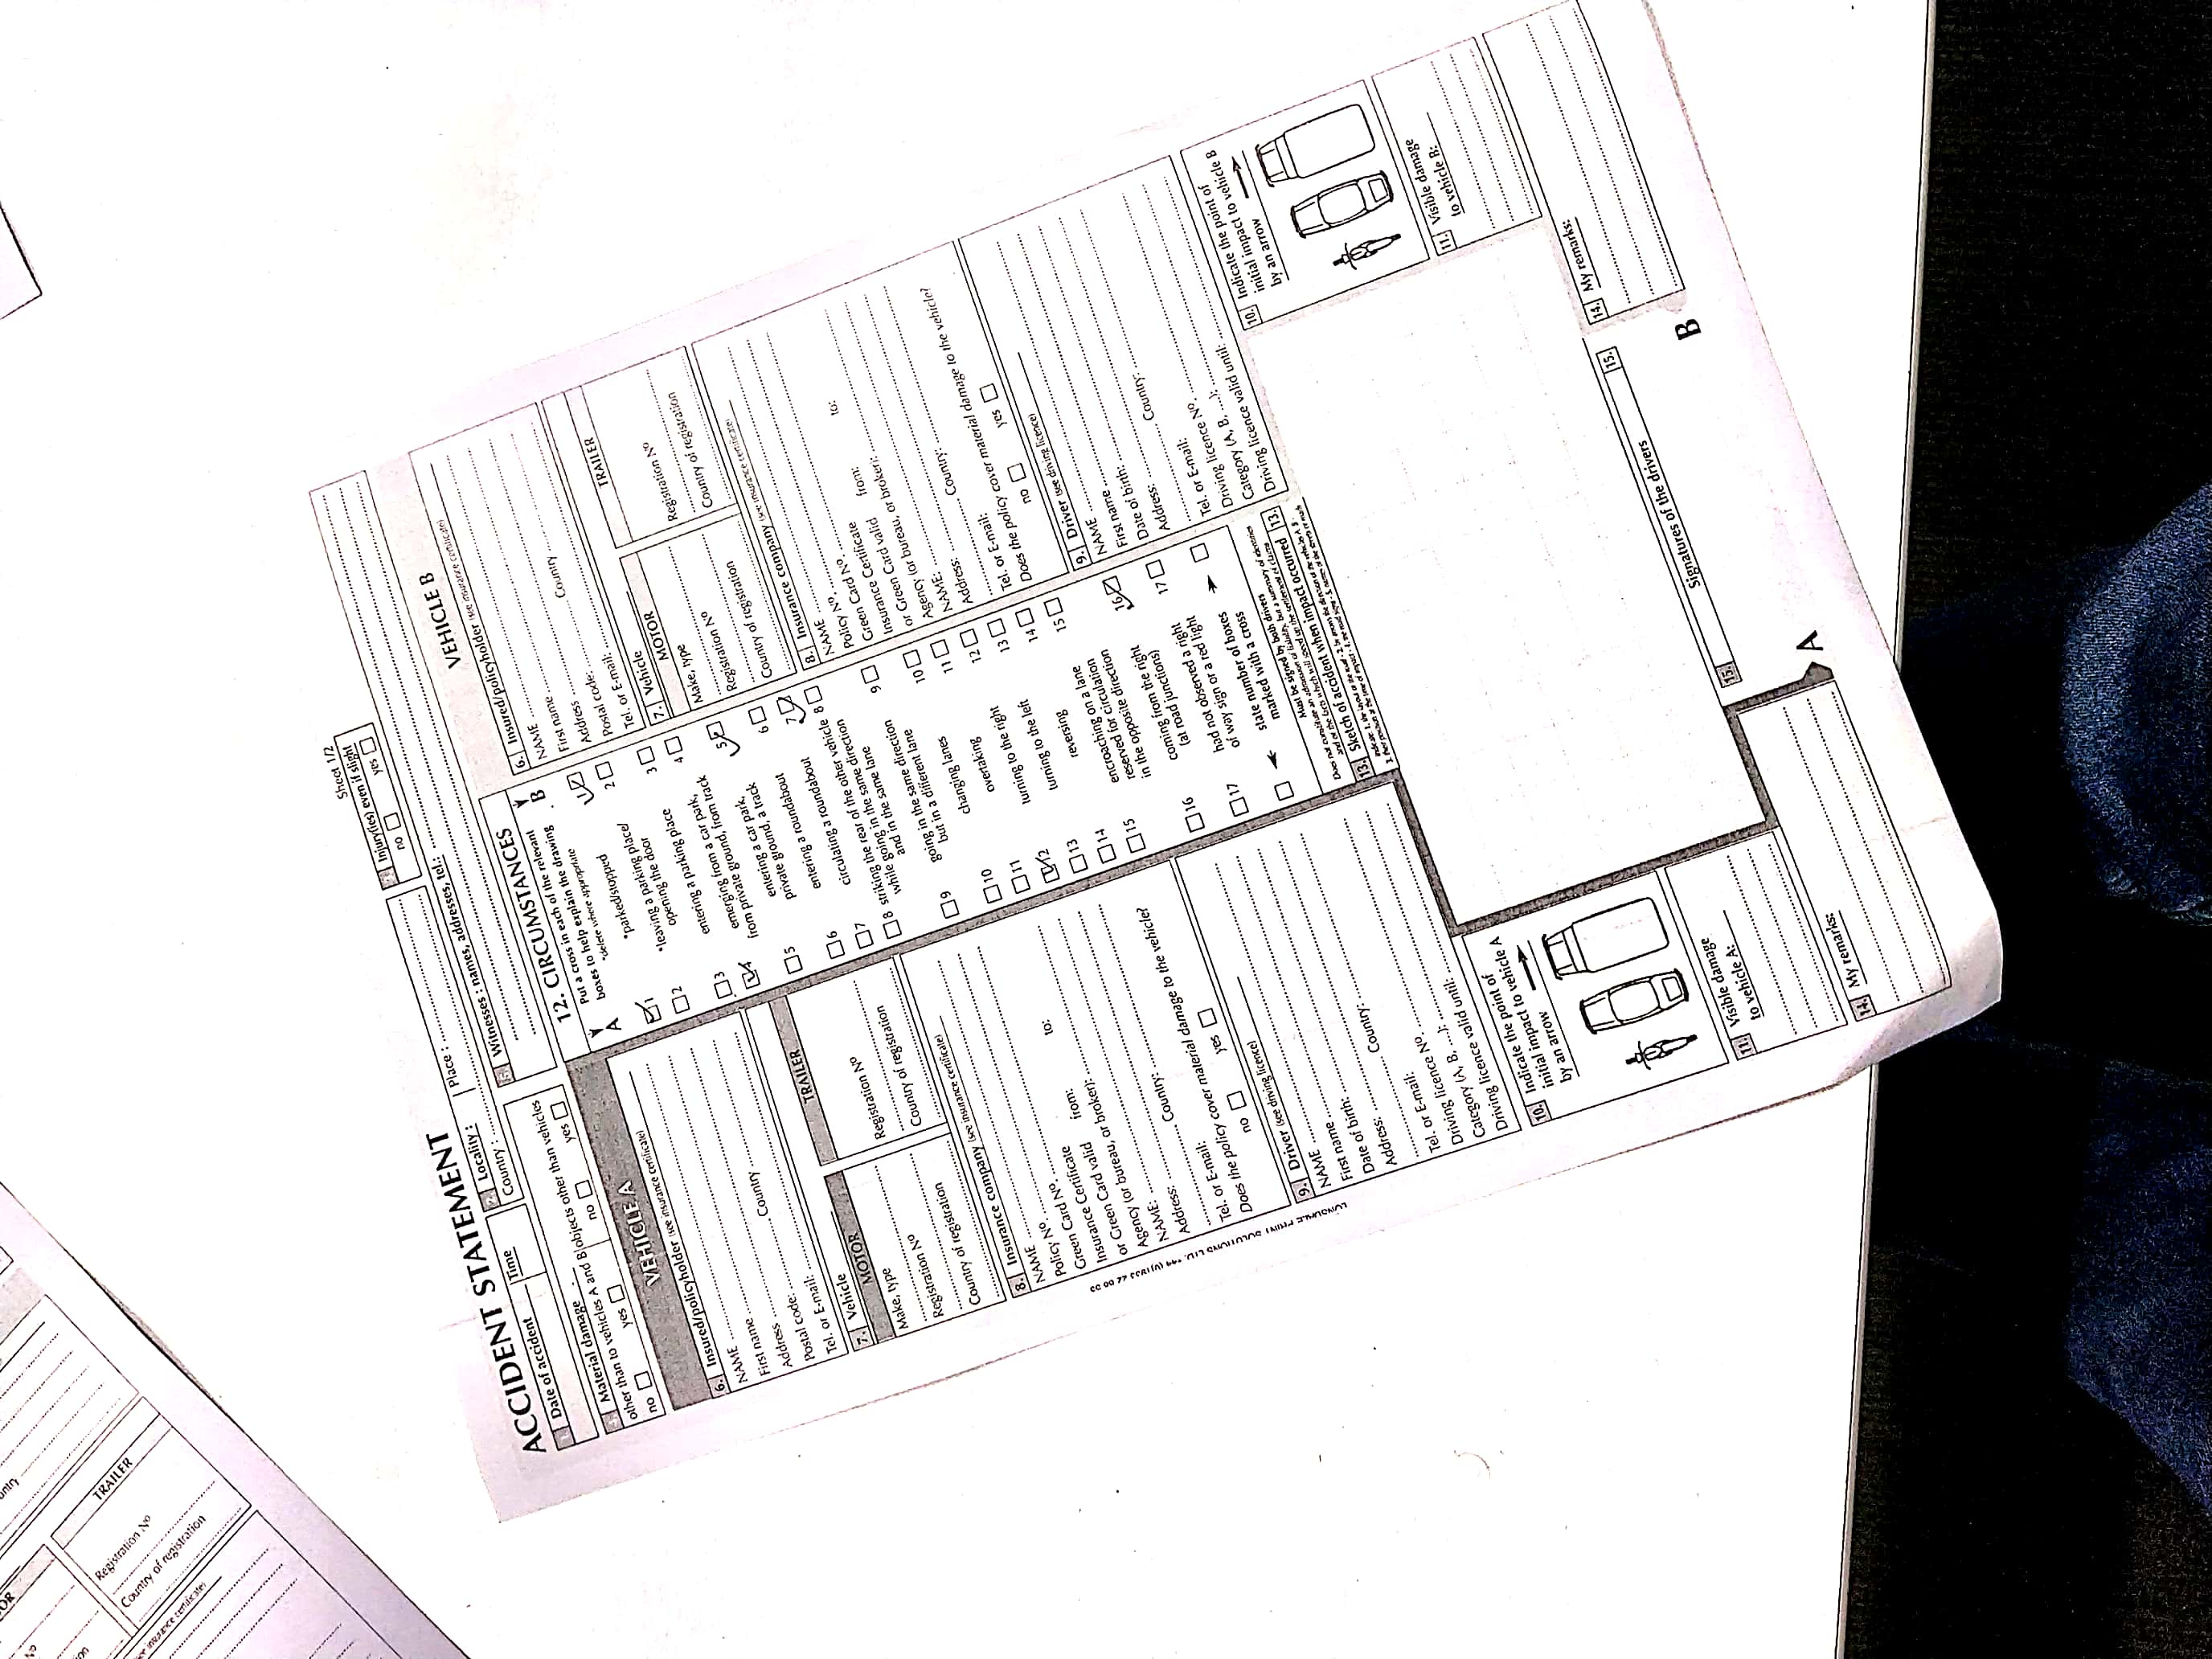 ACCIDENT STATEMENT
Sheet 1/2
1. Date of accident
Time
2. Locality:
Place:
Country:
Injury(ies) even if slight
no
yes
Material damage
other than to vehicles A and B
no
yes
objects other than vehicles
no
yes
5. Witnesses: names, addresses, tel.:
VEHICLE A
6. Insured/policyholder (see insurance certificate)
NAME
First name
Address
Country
Postal code:
Tel. or E-mail:
7. Vehicle
MOTOR
TRAILER
Make, type
Registration Nº
Registration Nº
Country of registration
Country of registration
8. Insurance company (see insurance certificate)
NAME
Policy Nº
Green Card Nº
Green Certificate
Insurance Card valid
from:
to:
or Green Card valid
Agency (or bureau, or broker):
NAME:
Address:
Country:
Tel. or E-mail:
Does the policy cover material damage to the vehicle?
no
yes
9. Driver (see driving licence)
NAME
First name
Date of birth:
Address:
Country:
Tel. or E-mail:
Driving licence Nº
Category (A, B, ...):
Driving licence valid until:
10. Indicate the point of
initial impact to vehicle A
by an arrow
11. Visible damage
to vehicle A:
14. My remarks:
12. CIRCUMSTANCES
Put a cross in each of the relevant
boxes to help explain the drawing
*delete where appropriate
A
B
1 *parked/stopped 1
2 *leaving a parking place/ 2
opening the door
3 entering a parking place 3
4 emerging from a car park, 4
from private ground, from track
5 entering a car park, 5
private ground, a track
6 entering a roundabout 6
7 circulating a roundabout 7
8 striking the rear of the other vehicle 8
while going in the same direction
and in the same lane
9 going in the same direction 9
but in a different lane
10 changing lanes 10
11 overtaking 11
12 turning to the right 12
13 turning to the left 13
14 reversing 14
15 encroaching on a lane 15
reserved for circulation
in the opposite direction
16 coming from the right 16
(at road junctions)
17 had not observed a right 17
of way sign or a red light
state number of boxes
marked with a cross
Must be signed by both drivers
13. Sketch of accident when impact occurred 13.
VEHICLE B
6. Insured/policyholder (see insurance certificate)
NAME
First name
Address
Country
Postal code:
Tel. or E-mail:
7. Vehicle
MOTOR
TRAILER
Make, type
Registration Nº
Registration Nº
Country of registration
Country of registration
8. Insurance company (see insurance certificate)
NAME
Policy Nº
Green Card Nº
Green Certificate
Insurance Card valid
from:
to:
or Green Card valid
Agency (or bureau, or broker):
NAME:
Address:
Country:
Tel. or E-mail:
Does the policy cover material damage to the vehicle?
no
yes
9. Driver (see driving licence)
NAME
First name
Date of birth:
Address:
Country:
Tel. or E-mail:
Driving licence Nº
Category (A, B, ...):
Driving licence valid until:
10. Indicate the point of
initial impact to vehicle B
by an arrow
11. Visible damage
to vehicle B:
14. My remarks:
15. Signatures of the drivers 15.
A
B
LONSDALE PRINT SOLUTIONS LTD.
TRAILER
Registration Nº
Country of registration